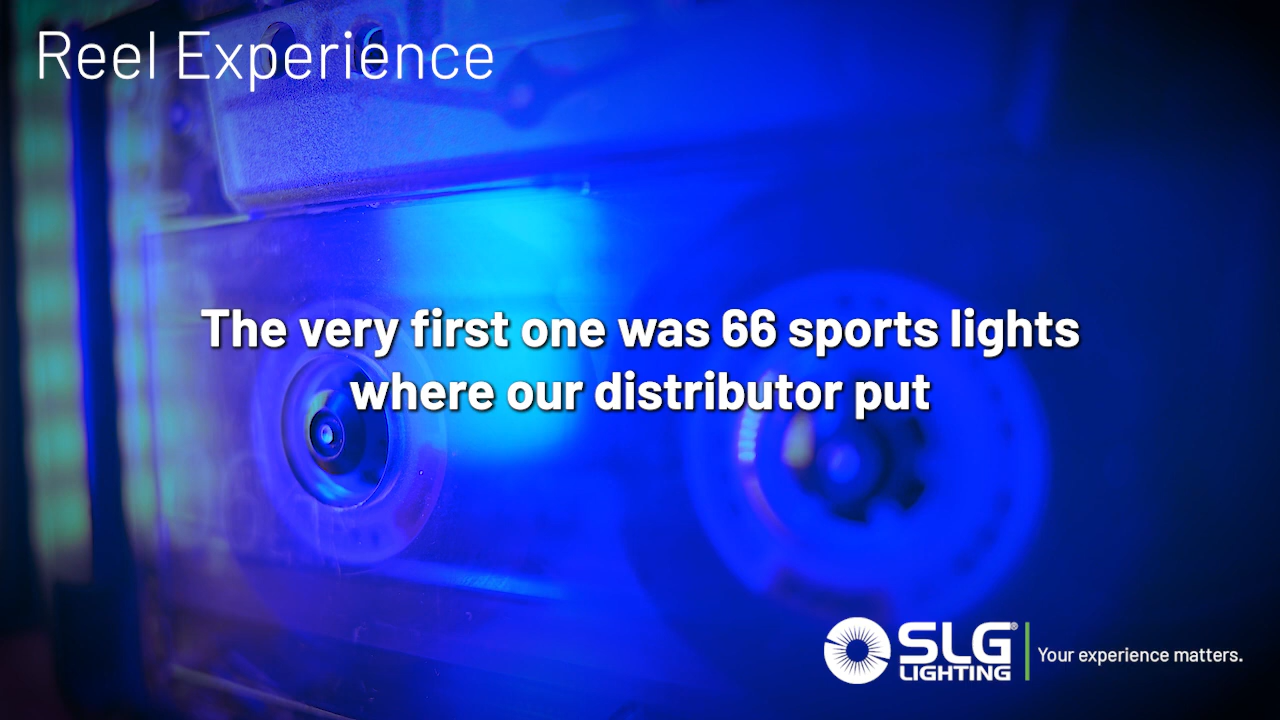 Reel Experience
The very first one was 66 sports lights
where our distributor put
SLG®
LIGHTING
Your experience matters.